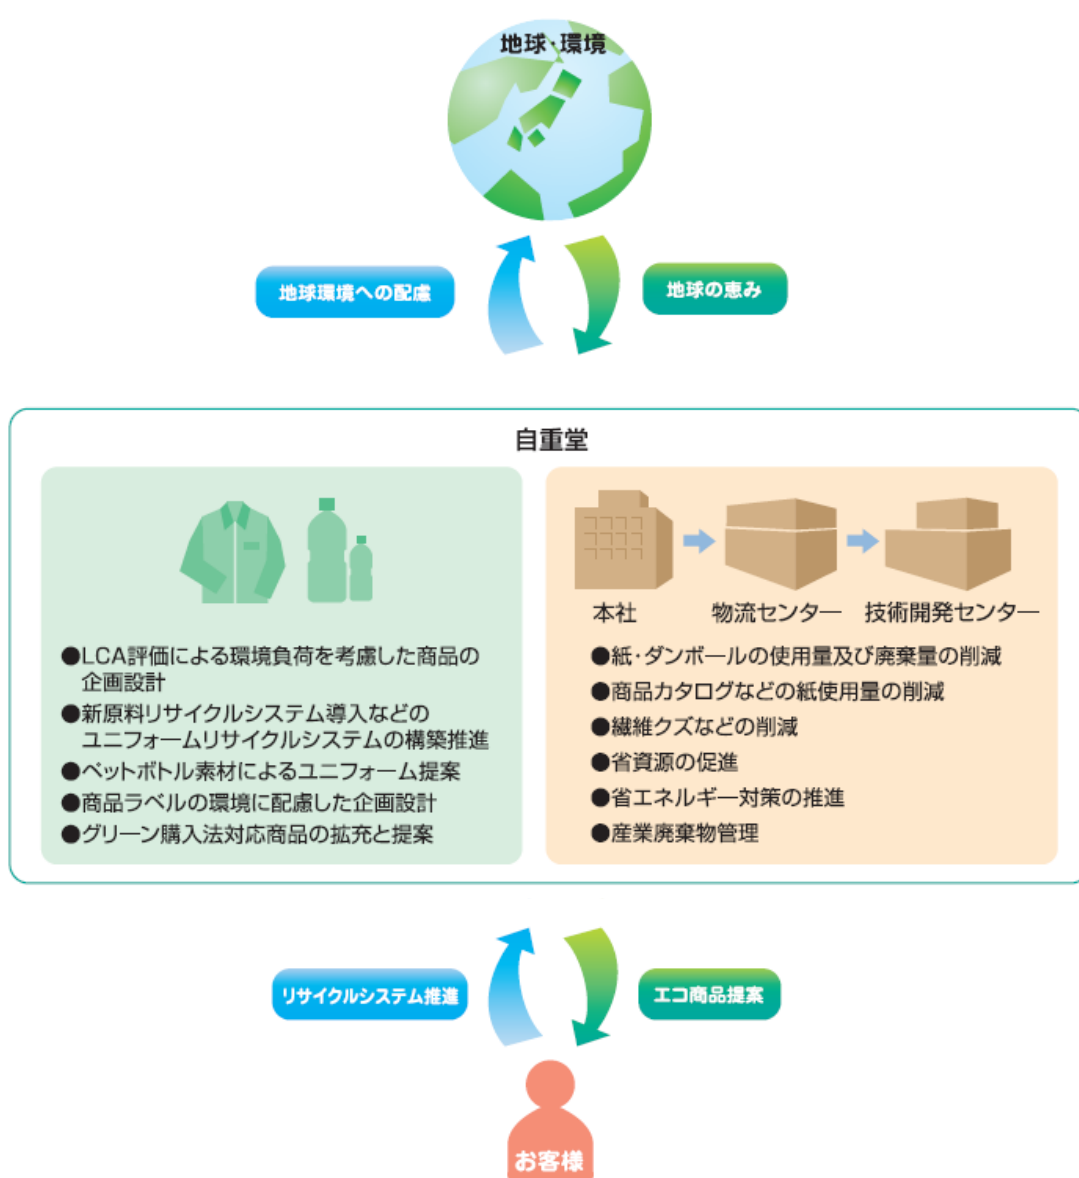 地球・環境
地球環境への配慮
地球の恵み
自重堂
●LCA評価による環境負荷を考慮した商品の
企画設計
●新原料リサイクルシステム導入などの
ユニフォームリサイクルシステムの構築推進
●ペットボトル素材によるユニフォーム提案
●商品ラベルの環境に配慮した企画設計
●グリーン購入法対応商品の拡充と提案
本社
物流センター
技術開発センター
●紙・ダンボールの使用量及び廃棄量の削減
●商品カタログなどの紙使用量の削減
●繊維クズなどの削減
●省資源の促進
●省エネルギー対策の推進
●産業廃棄物管理
リサイクルシステム推進
エコ商品提案
お客様